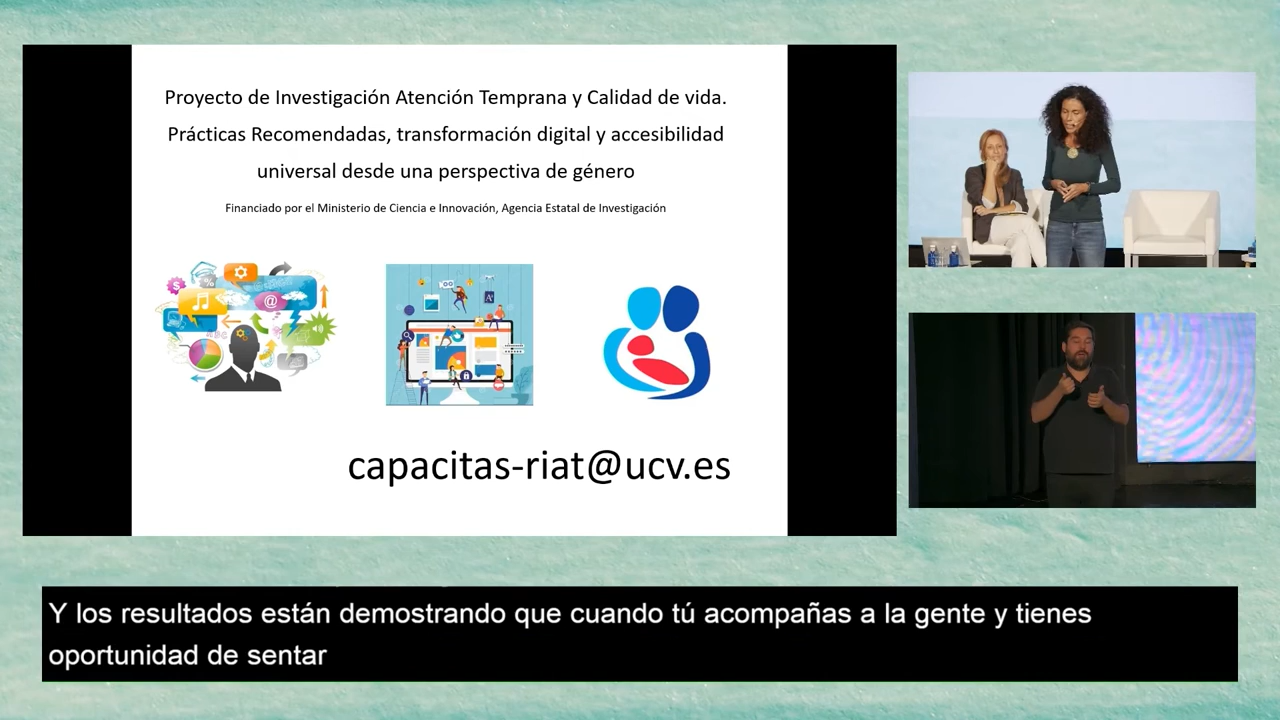 Proyecto de Investigación Atención Temprana y Calidad de vida.
Prácticas Recomendadas, transformación digital y accesibilidad
universal desde una perspectiva de género
Financiado por el Ministerio de Ciencia e Innovación, Agencia Estatal de Investigación
capacitas-riat@ucv.es
Y los resultados están demostrando que cuando tú acompañas a la gente y tienes
oportunidad de sentar